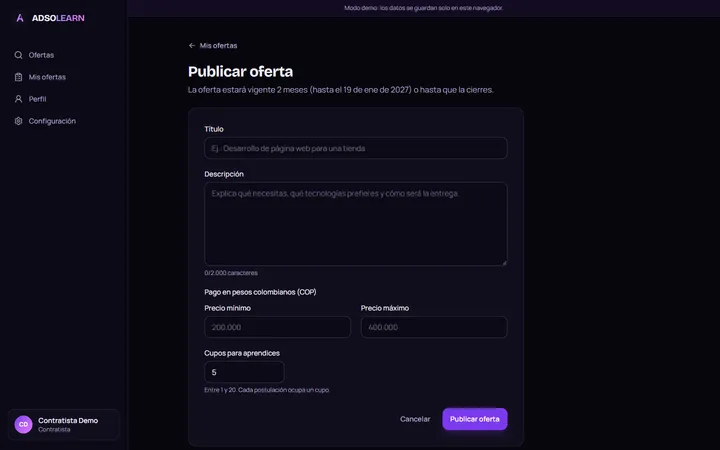 ADSOLEARN
Modo demo: los datos se guardan solo en este navegador.
Ofertas
Mis ofertas
Perfil
Configuración
← Mis ofertas
Publicar oferta
La oferta estará vigente 2 meses (hasta el 19 de ene de 2027) o hasta que la cierres.
Título
Ej.: Desarrollo de página web para una tienda
Descripción
Explica qué necesitas, qué tecnologías prefieres y cómo será la entrega.
0/2.000 caracteres
Pago en pesos colombianos (COP)
Precio mínimo
Precio máximo
200.000
400.000
Cupos para aprendices
5
Entre 1 y 20. Cada postulación ocupa un cupo.
Cancelar
Publicar oferta
CD
Contratista Demo
Contratista